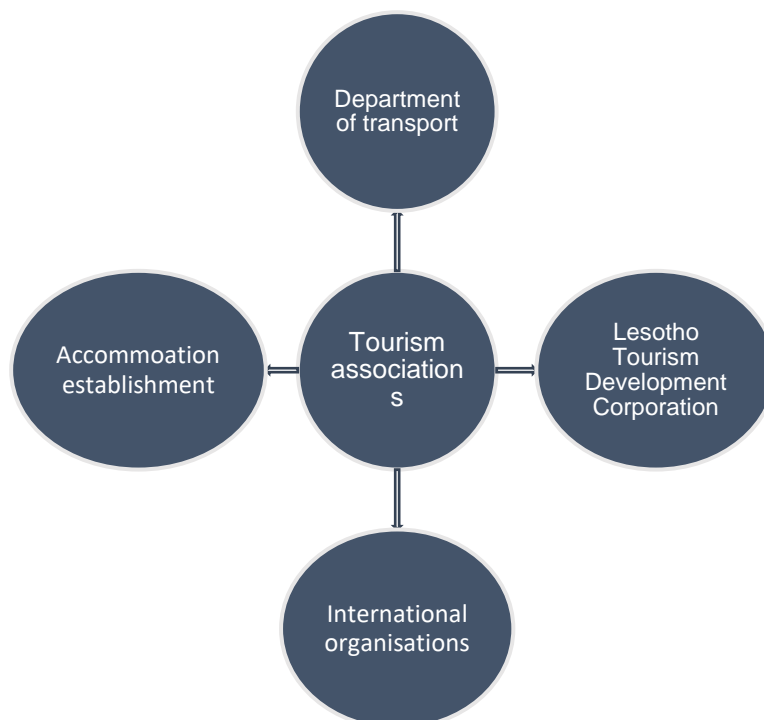 Department
of transport
Accommoation
establishment
Tourism
association
s
Lesotho
Tourism
Development
Corporation
International
organisations